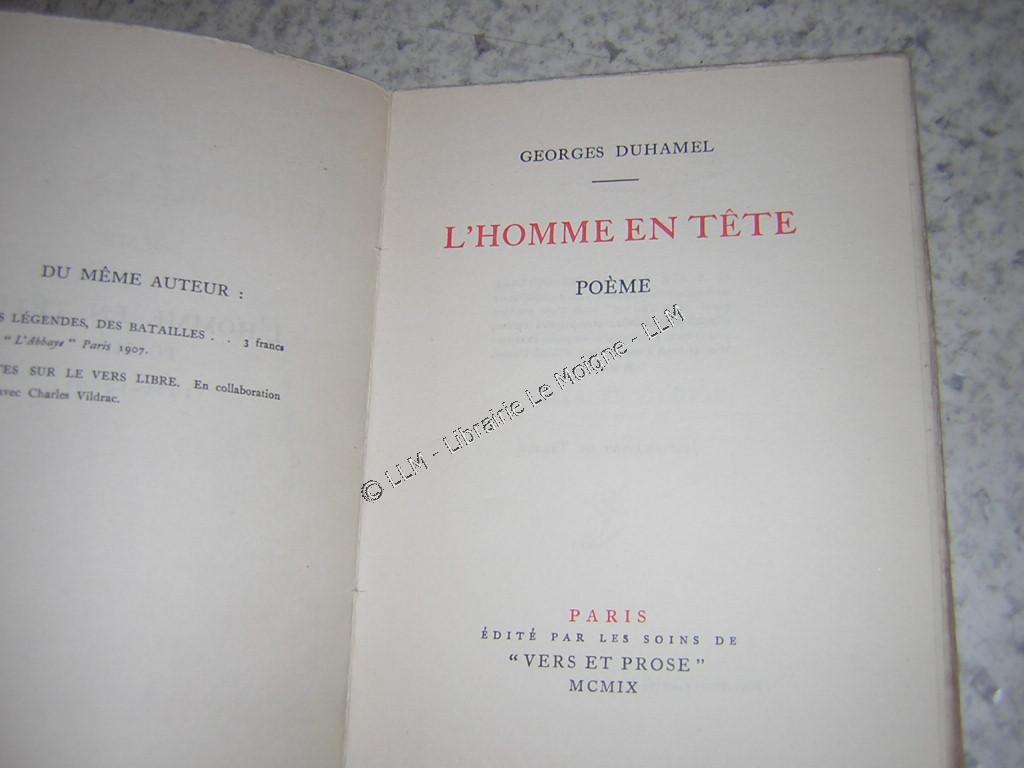 DU MÊME AUTEUR :
LÉGENDES, DES BATAILLES . . 3 francs
“ L'Abbaye ” Paris 1907.
SUR LE VERS LIBRE. En collaboration
avec Charles Vildrac.
GEORGES DUHAMEL
L'HOMME EN TÊTE
POÈME
© LLM - Librairie Le Moigne - LLM
PARIS
ÉDITÉ PAR LES SOINS DE
“ VERS ET PROSE ”
MCMIX